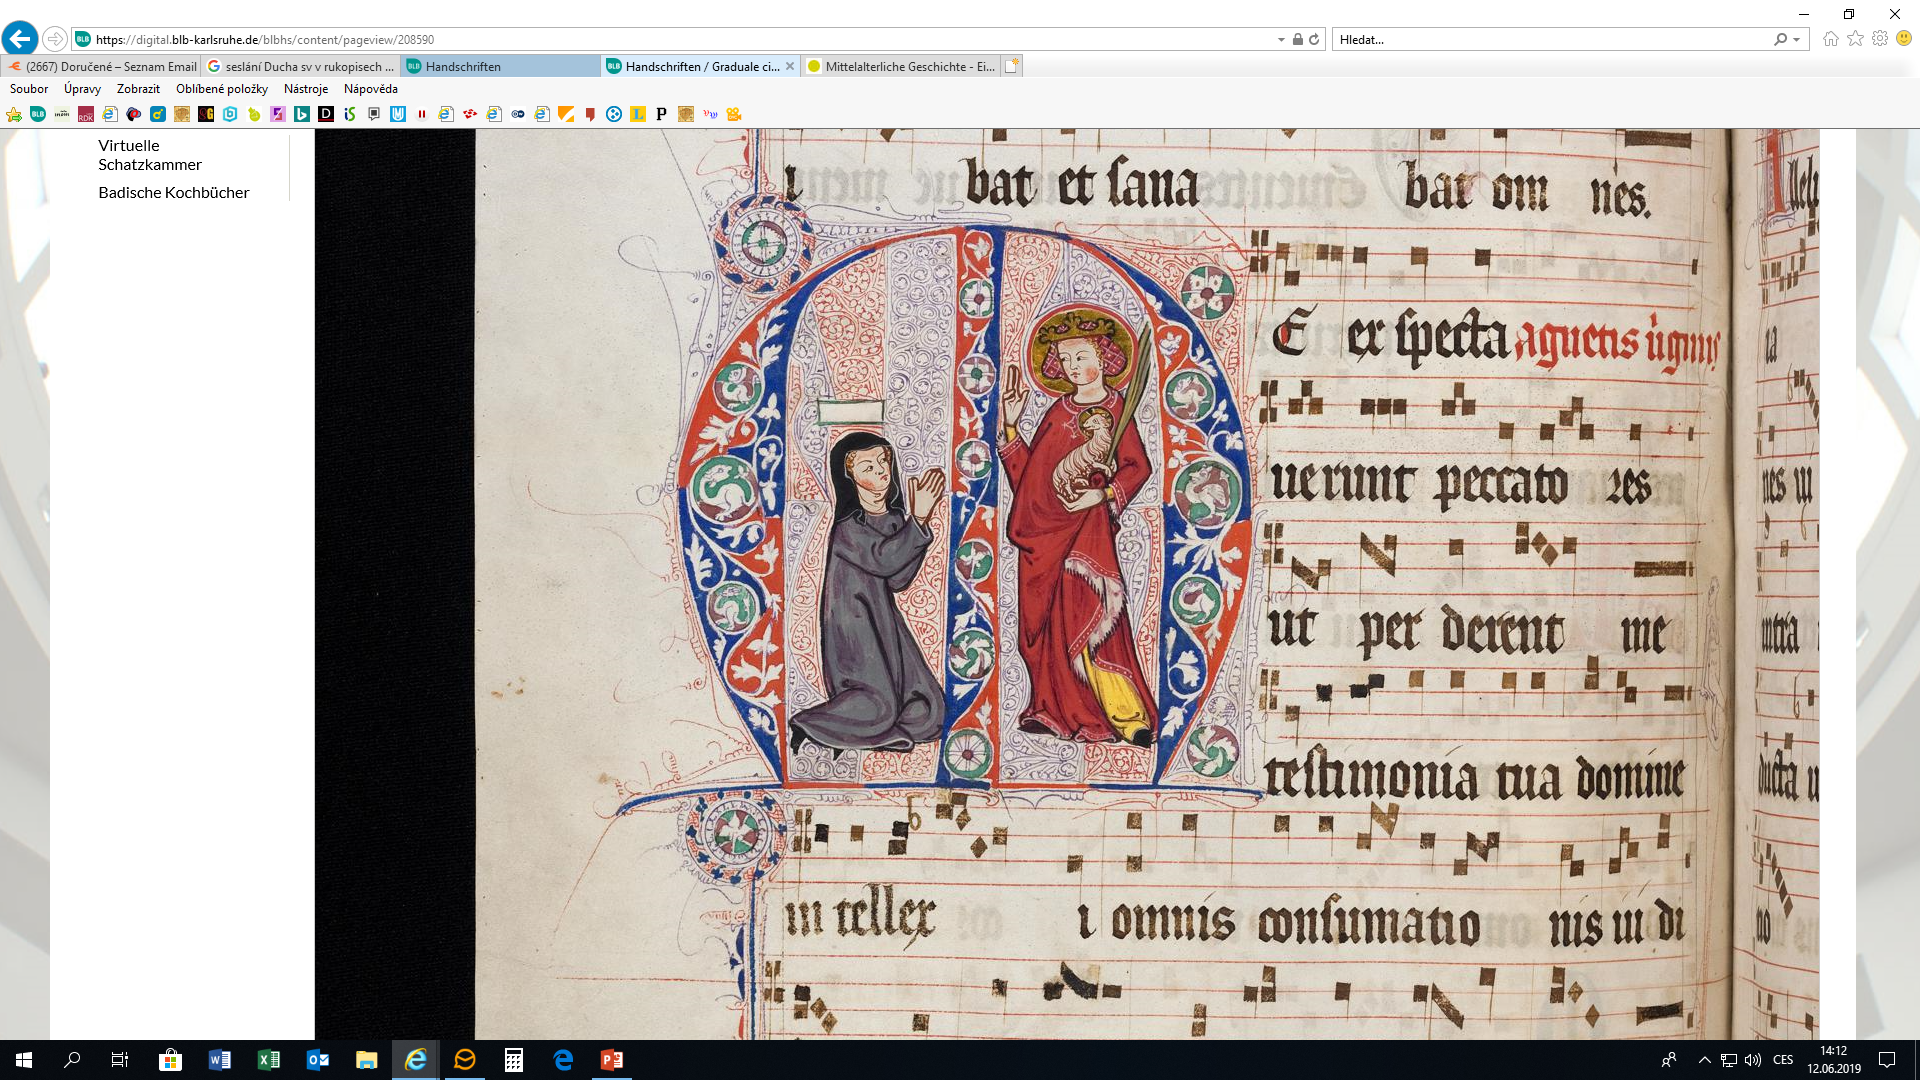 https://digital.blb-karlsruhe.de/blbhs/content/pageview/208590
Hledat...
(2667) Doručené – Seznam Email
seslání Ducha sv v rukopisech ...
Handschriften
Handschriften / Graduale ci...
Mittelalterliche Geschichte - Ei...
Soubor Úpravy Zobrazit Oblíbené položky Nástroje Nápověda
Virtuelle
Schatzkammer
Badische Kochbücher
bat et sana bat om nes.
E ex specta agnetis
uerunt peccato res
ut per derent me
testimonia tua domine
in tellex i omnis consumatio nis ui di
intra
ducta
CES
14:12
12.06.2019